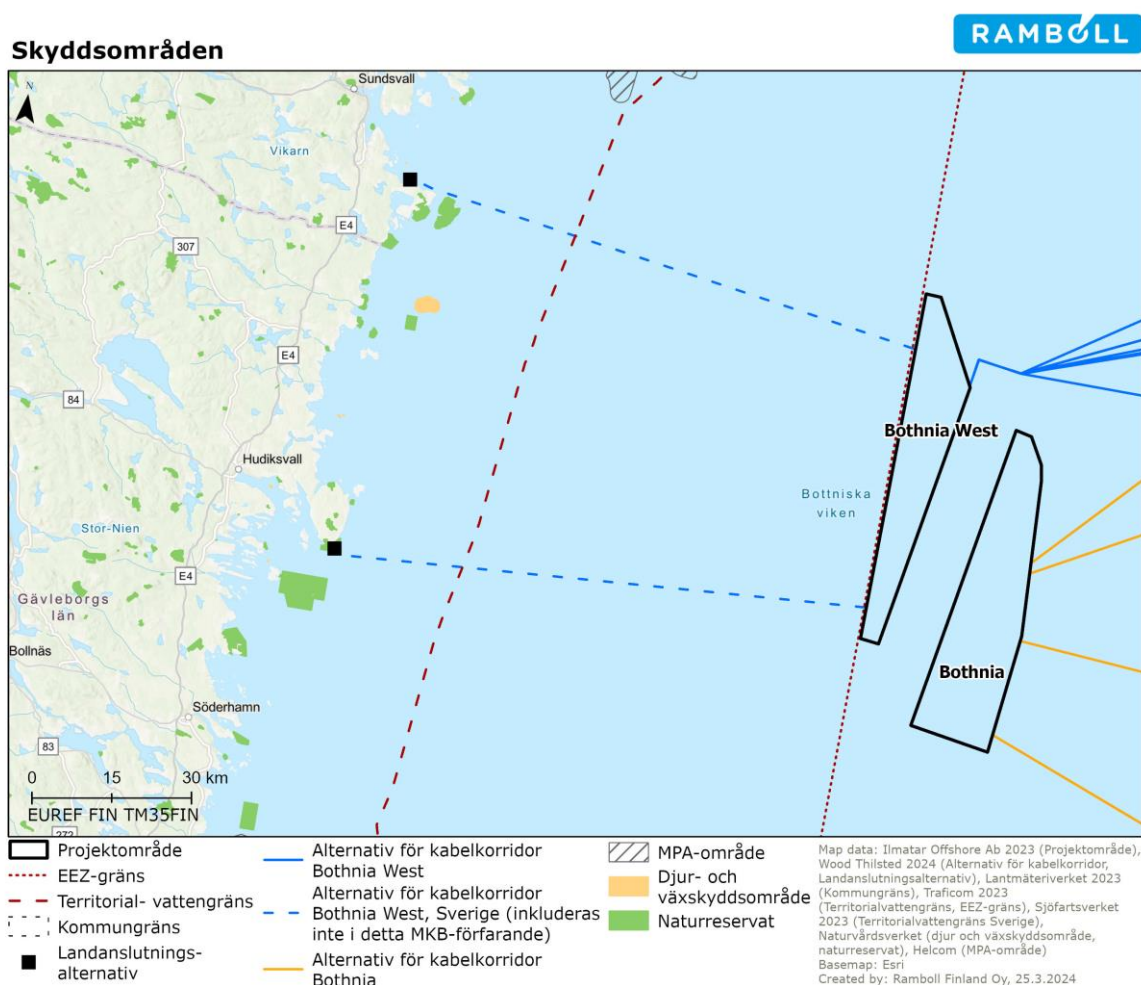 RAMBOLL
Skyddsområden
N
Sundsvall
Vikarn
E4
307
E4
84
Hudiksvall
Bothnia West
Bottniska
viken
Stor-Nien
E4
Gävleborgs
län
Bollnäs
Bothnia
Söderhamn
83
0 15 30 km
EUREF FIN TM35FIN
272
Projektområde
EEZ-gräns
Territorial- vattengräns
Kommungräns
Landanslutnings-
alternativ
Alternativ för kabelkorridor
Bothnia West
Alternativ för kabelkorridor
Bothnia West, Sverige (inkluderas
inte i detta MKB-förfarande)
Alternativ för kabelkorridor
Bothnia
MPA-område
Djur- och
växskyddsområde
Naturreservat
Map data: Ilmatar Offshore Ab 2023 (Projektområde),
Wood Thilsted 2024 (Alternativ för kabelkorridor,
Landanslutningsalternativ), Lantmäteriverket 2023
(Kommungräns), Traficom 2023
(Territorialvattengräns, EEZ-gräns), Sjöfartsverket
2023 (Territorialvattengräns Sverige),
Naturvårdsverket (djur och växskyddsområde,
naturreservat), Helcom (MPA-område)
Basemap: Esri
Created by: Ramboll Finland Oy, 25.3.2024